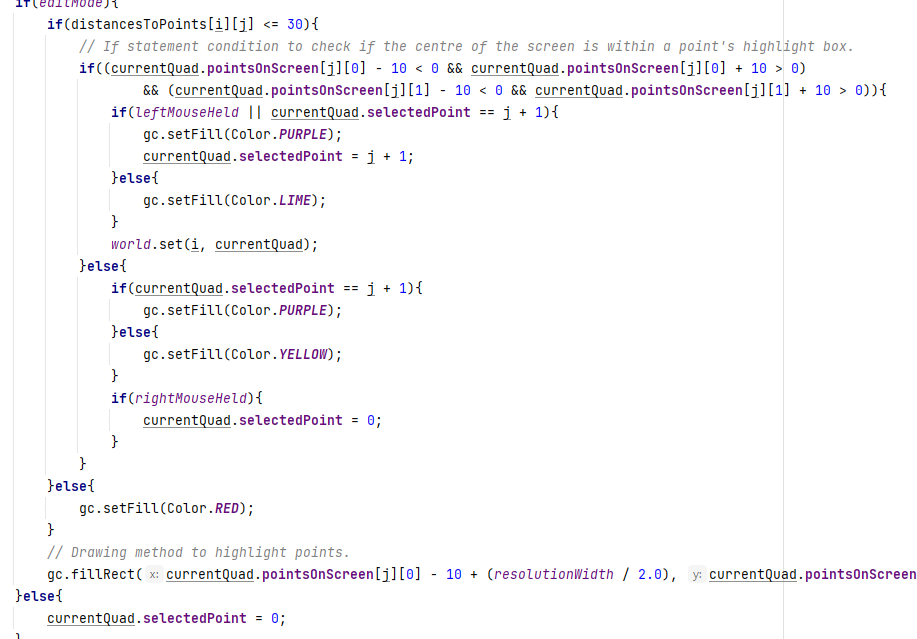 if(editMode){
if(distancesToPoints[i][j] <= 30){
// If statement condition to check if the centre of the screen is within a point's highlight box.
if((currentQuad.pointsOnScreen[j][0] - 10 < 0 && currentQuad.pointsOnScreen[j][0] + 10 > 0)
&& (currentQuad.pointsOnScreen[j][1] - 10 < 0 && currentQuad.pointsOnScreen[j][1] + 10 > 0)){
if(leftMouseHeld || currentQuad.selectedPoint == j + 1){
gc.setFill(Color.PURPLE);
currentQuad.selectedPoint = j + 1;
}else{
gc.setFill(Color.LIME);
}
world.set(i, currentQuad);
}else{
if(currentQuad.selectedPoint == j + 1){
gc.setFill(Color.PURPLE);
}else{
gc.setFill(Color.YELLOW);
}
if(rightMouseHeld){
currentQuad.selectedPoint = 0;
}
}
}else{
gc.setFill(Color.RED);
}
// Drawing method to highlight points.
gc.fillRect( x: currentQuad.pointsOnScreen[j][0] - 10 + (resolutionWidth / 2.0), y: currentQuad.pointsOnScreen
}else{
currentQuad.selectedPoint = 0;
}